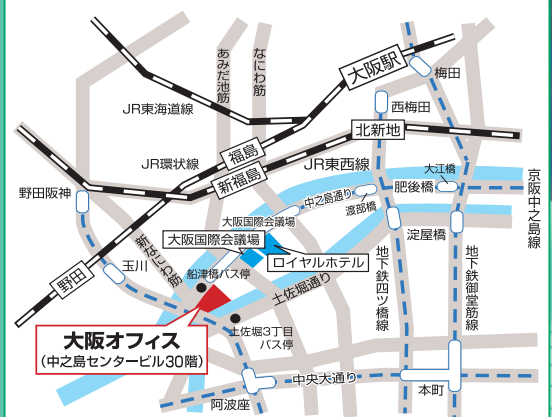 大阪駅
梅田
なにわ筋
あみだ池筋
JR東海道線
西梅田
北新地
福島
JR環状線
JR東西線
新福島
大江橋
野田阪神
中之島通り
肥後橋
渡部橋
京阪中之島線
大阪国際会議場
大阪国際会議場
淀屋橋
新なにわ筋
ロイヤルホテル
玉川
船津橋バス停
野田
土佐堀通り
地下鉄四ツ橋線
地下鉄御堂筋線
大阪オフィス
(中之島センタービル30階)
土佐堀3丁目
バス停
中央大通り
本町
阿波座